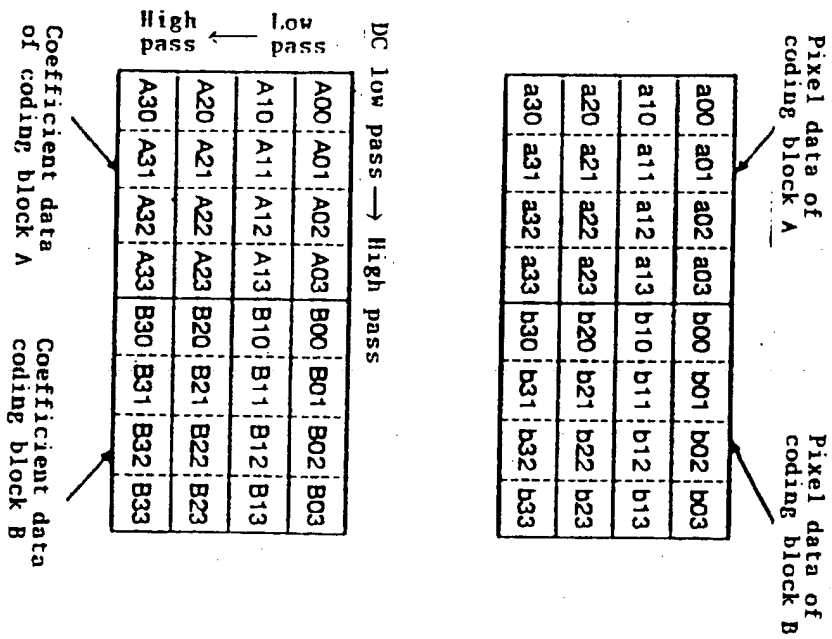 Pixel data of
coding block A
Pixel data of
coding block B
a00 a01 a02 a03 b00 b01 b02 b03
a10 a11 a12 a13 b10 b11 b12 b13
a20 a21 a22 a23 b20 b21 b22 b23
a30 a31 a32 a33 b30 b31 b32 b33
DC low pass → High pass
Low
pass
High
pass
A00 A01 A02 A03 B00 B01 B02 B03
A10 A11 A12 A13 B10 B11 B12 B13
A20 A21 A22 A23 B20 B21 B22 B23
A30 A31 A32 A33 B30 B31 B32 B33
Coefficient data
of coding block A
Coefficient data
coding block B